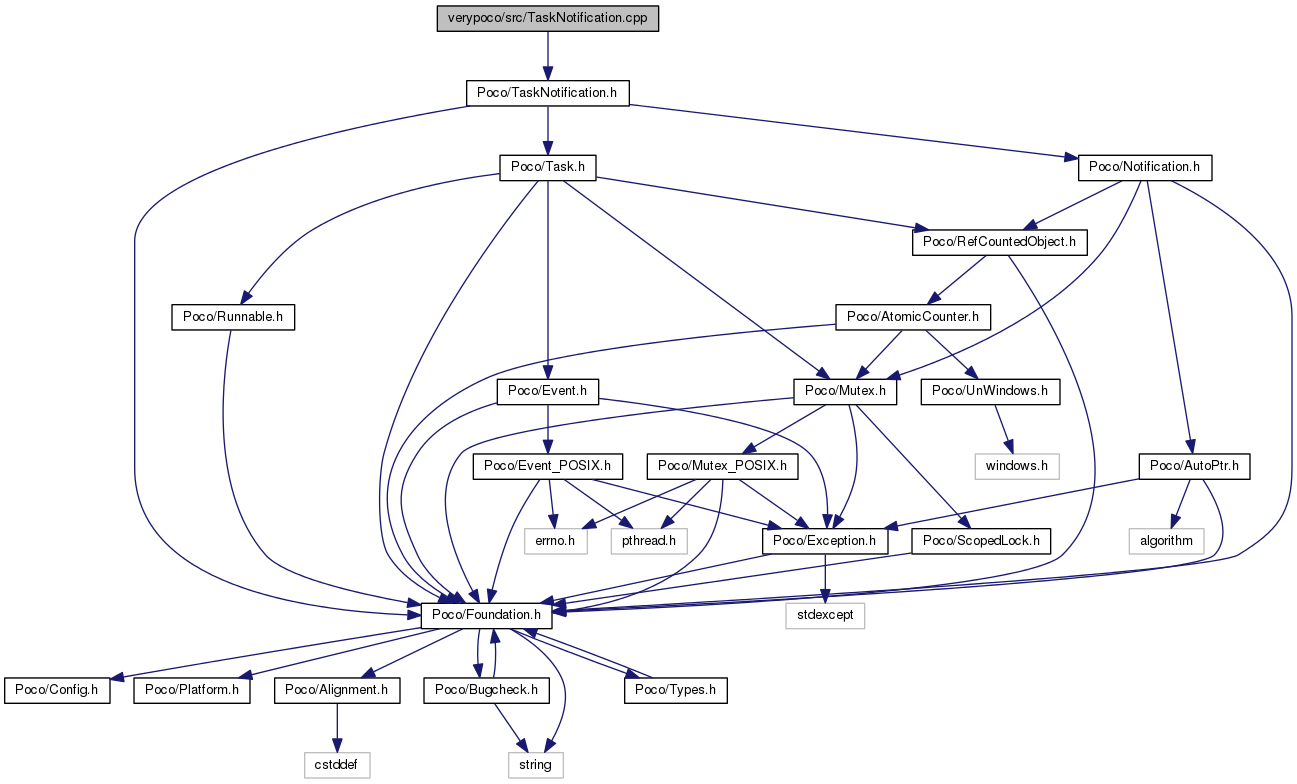 verypoco/src/TaskNotification.cpp
Poco/TaskNotification.h
Poco/Task.h
Poco/Notification.h
Poco/RefCountedObject.h
Poco/Runnable.h
Poco/AtomicCounter.h
Poco/Event.h
Poco/Mutex.h
Poco/UnWindows.h
Poco/Event_POSIX.h
Poco/Mutex_POSIX.h
windows.h
Poco/AutoPtr.h
errno.h
pthread.h
Poco/Exception.h
Poco/ScopedLock.h
algorithm
Poco/Foundation.h
stdexcept
Poco/Config.h
Poco/Platform.h
Poco/Alignment.h
Poco/Bugcheck.h
Poco/Types.h
cstddef
string